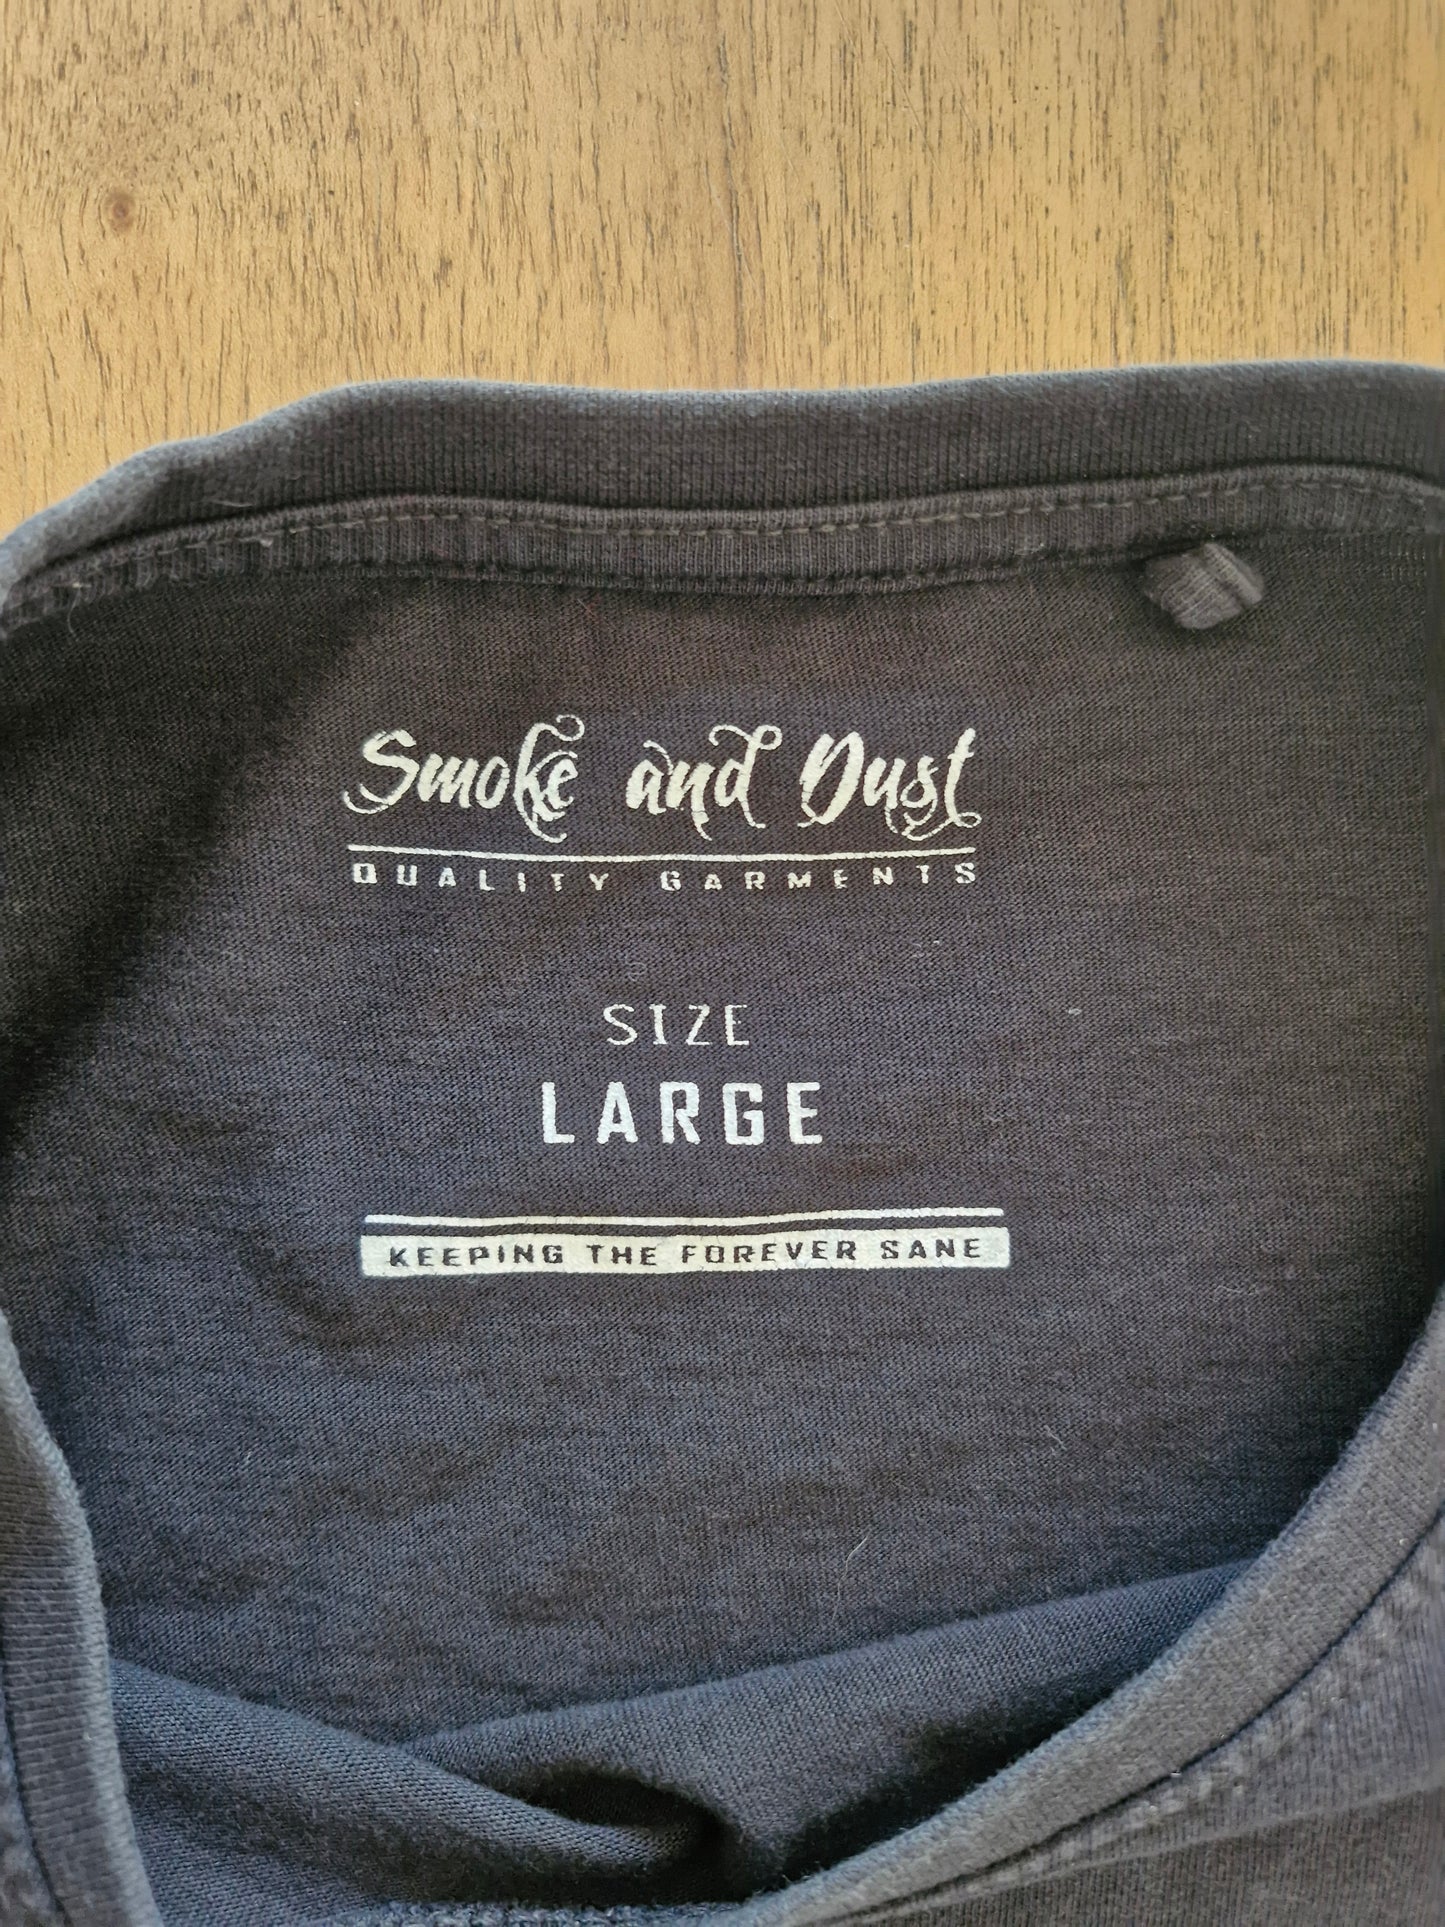 Smoke and Dust
QUALITY GARMENTS
SIZE
LARGE
KEEPING THE FOREVER SANE